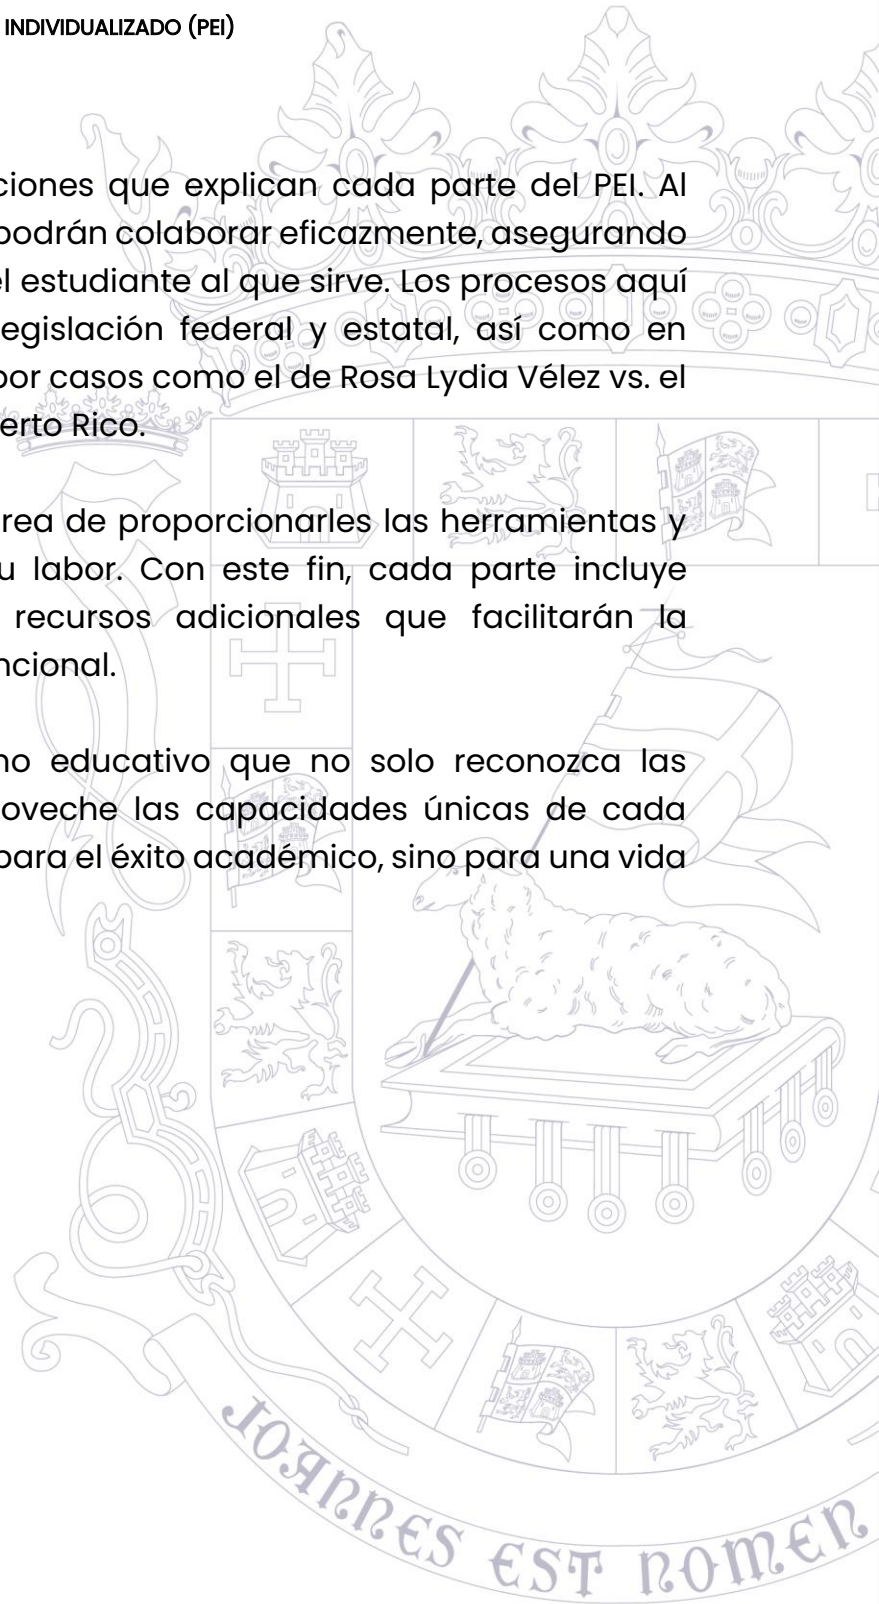 INDIVIDUALIZADO (PEI)
ciones que explican cada parte del PEI. Al
podrán colaborar eficazmente, asegurando
el estudiante al que sirve. Los procesos aquí
egislación federal y estatal, así como en
por casos como el de Rosa Lydia Vélez vs. el
erto Rico.
rea de proporcionarles las herramientas y
u labor. Con este fin, cada parte incluye
recursos adicionales que facilitarán la
ncional.
no educativo que no solo reconozca las
oveche las capacidades únicas de cada
para el éxito académico, sino para una vida
JOANNES EST NOMEN